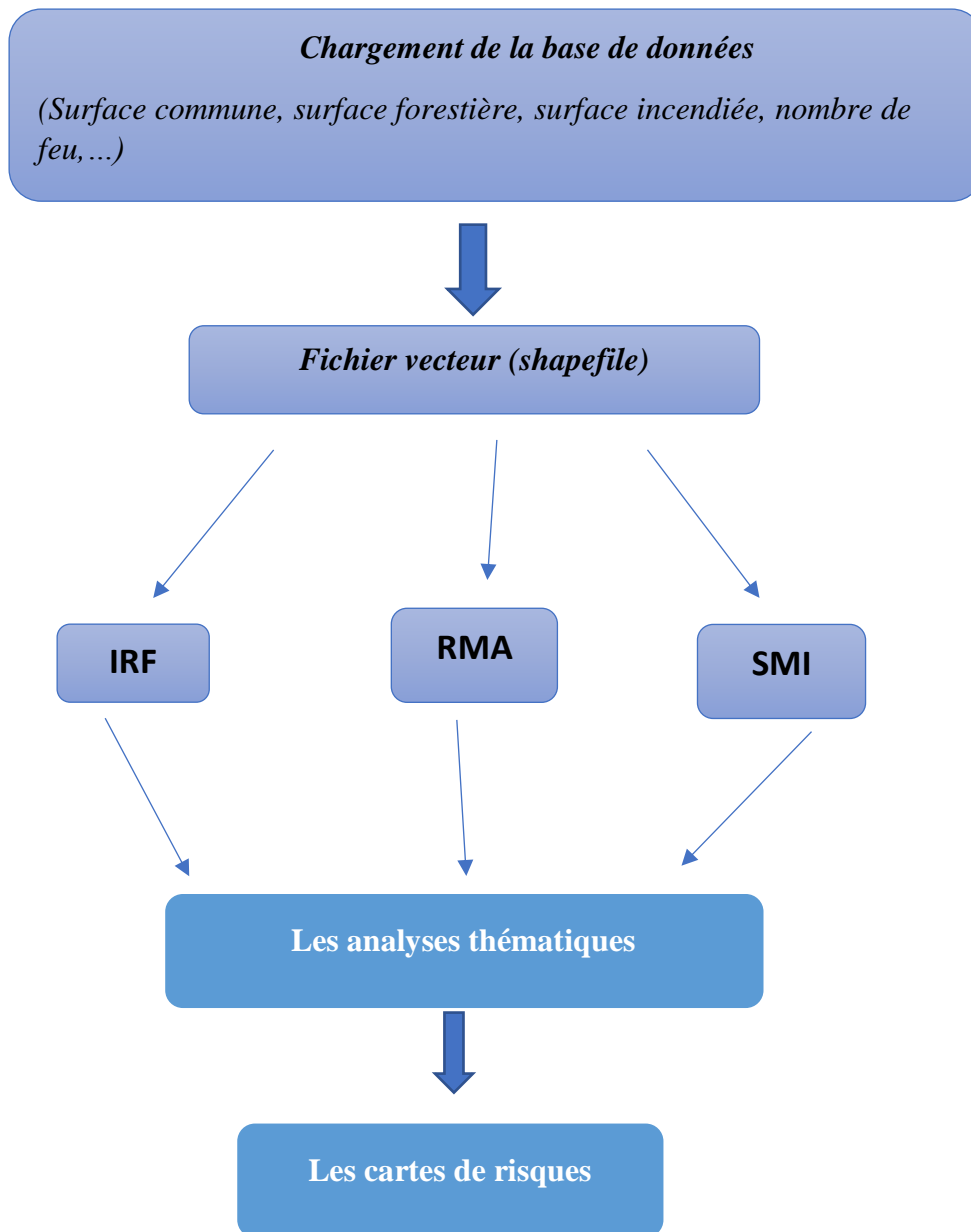 Chargement de la base de données
(Surface commune, surface forestière, surface incendiée, nombre de
feu,…)
Fichier vecteur (shapefile)
IRF
RMA
SMI
Les analyses thématiques
Les cartes de risques